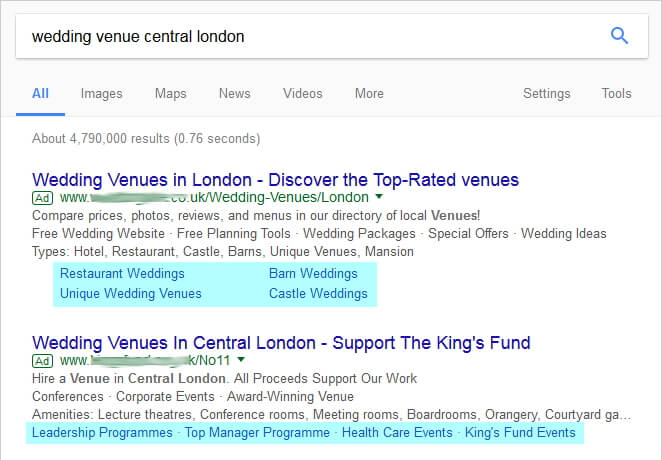 wedding venue central london
All Images Maps News Videos More Settings Tools
About 4,790,000 results (0.76 seconds)
Wedding Venues in London - Discover the Top-Rated venues
Ad www. .co.uk/Wedding-Venues/London
Compare prices, photos, reviews, and menus in our directory of local Venues!
Free Wedding Website · Free Planning Tools · Wedding Packages · Special Offers · Wedding Ideas
Types: Hotel, Restaurant, Castle, Barns, Unique Venues, Mansion
Restaurant Weddings Barn Weddings
Unique Wedding Venues Castle Weddings
Wedding Venues In Central London - Support The King's Fund
Ad www. k/No11
Hire a Venue in Central London. All Proceeds Support Our Work
Conferences · Corporate Events · Award-Winning Venue
Amenities: Lecture theatres, Conference rooms, Meeting rooms, Boardrooms, Orangery, Courtyard ga...
Leadership Programmes · Top Manager Programme · Health Care Events · King's Fund Events